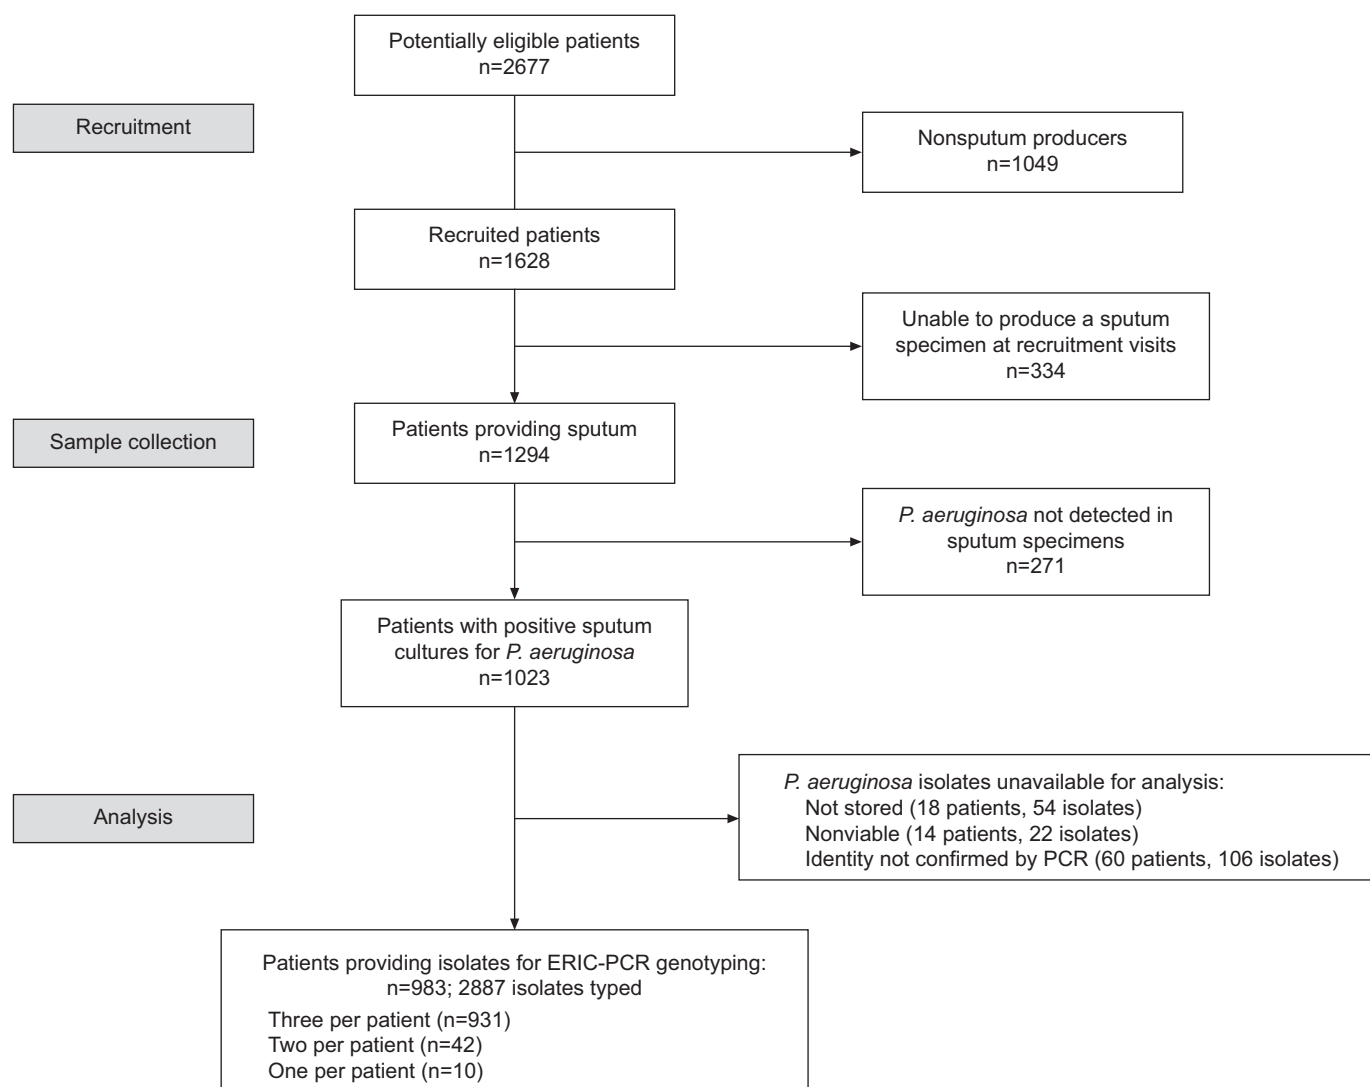 Potentially eligible patients
n=2677
Recruitment
Nonsputum producers
n=1049
Recruited patients
n=1628
Unable to produce a sputum
specimen at recruitment visits
n=334
Sample collection
Patients providing sputum
n=1294
P. aeruginosa not detected in
sputum specimens
n=271
Patients with positive sputum
cultures for P. aeruginosa
n=1023
Analysis
P. aeruginosa isolates unavailable for analysis:
Not stored (18 patients, 54 isolates)
Nonviable (14 patients, 22 isolates)
Identity not confirmed by PCR (60 patients, 106 isolates)
Patients providing isolates for ERIC-PCR genotyping:
n=983; 2887 isolates typed
Three per patient (n=931)
Two per patient (n=42)
One per patient (n=10)